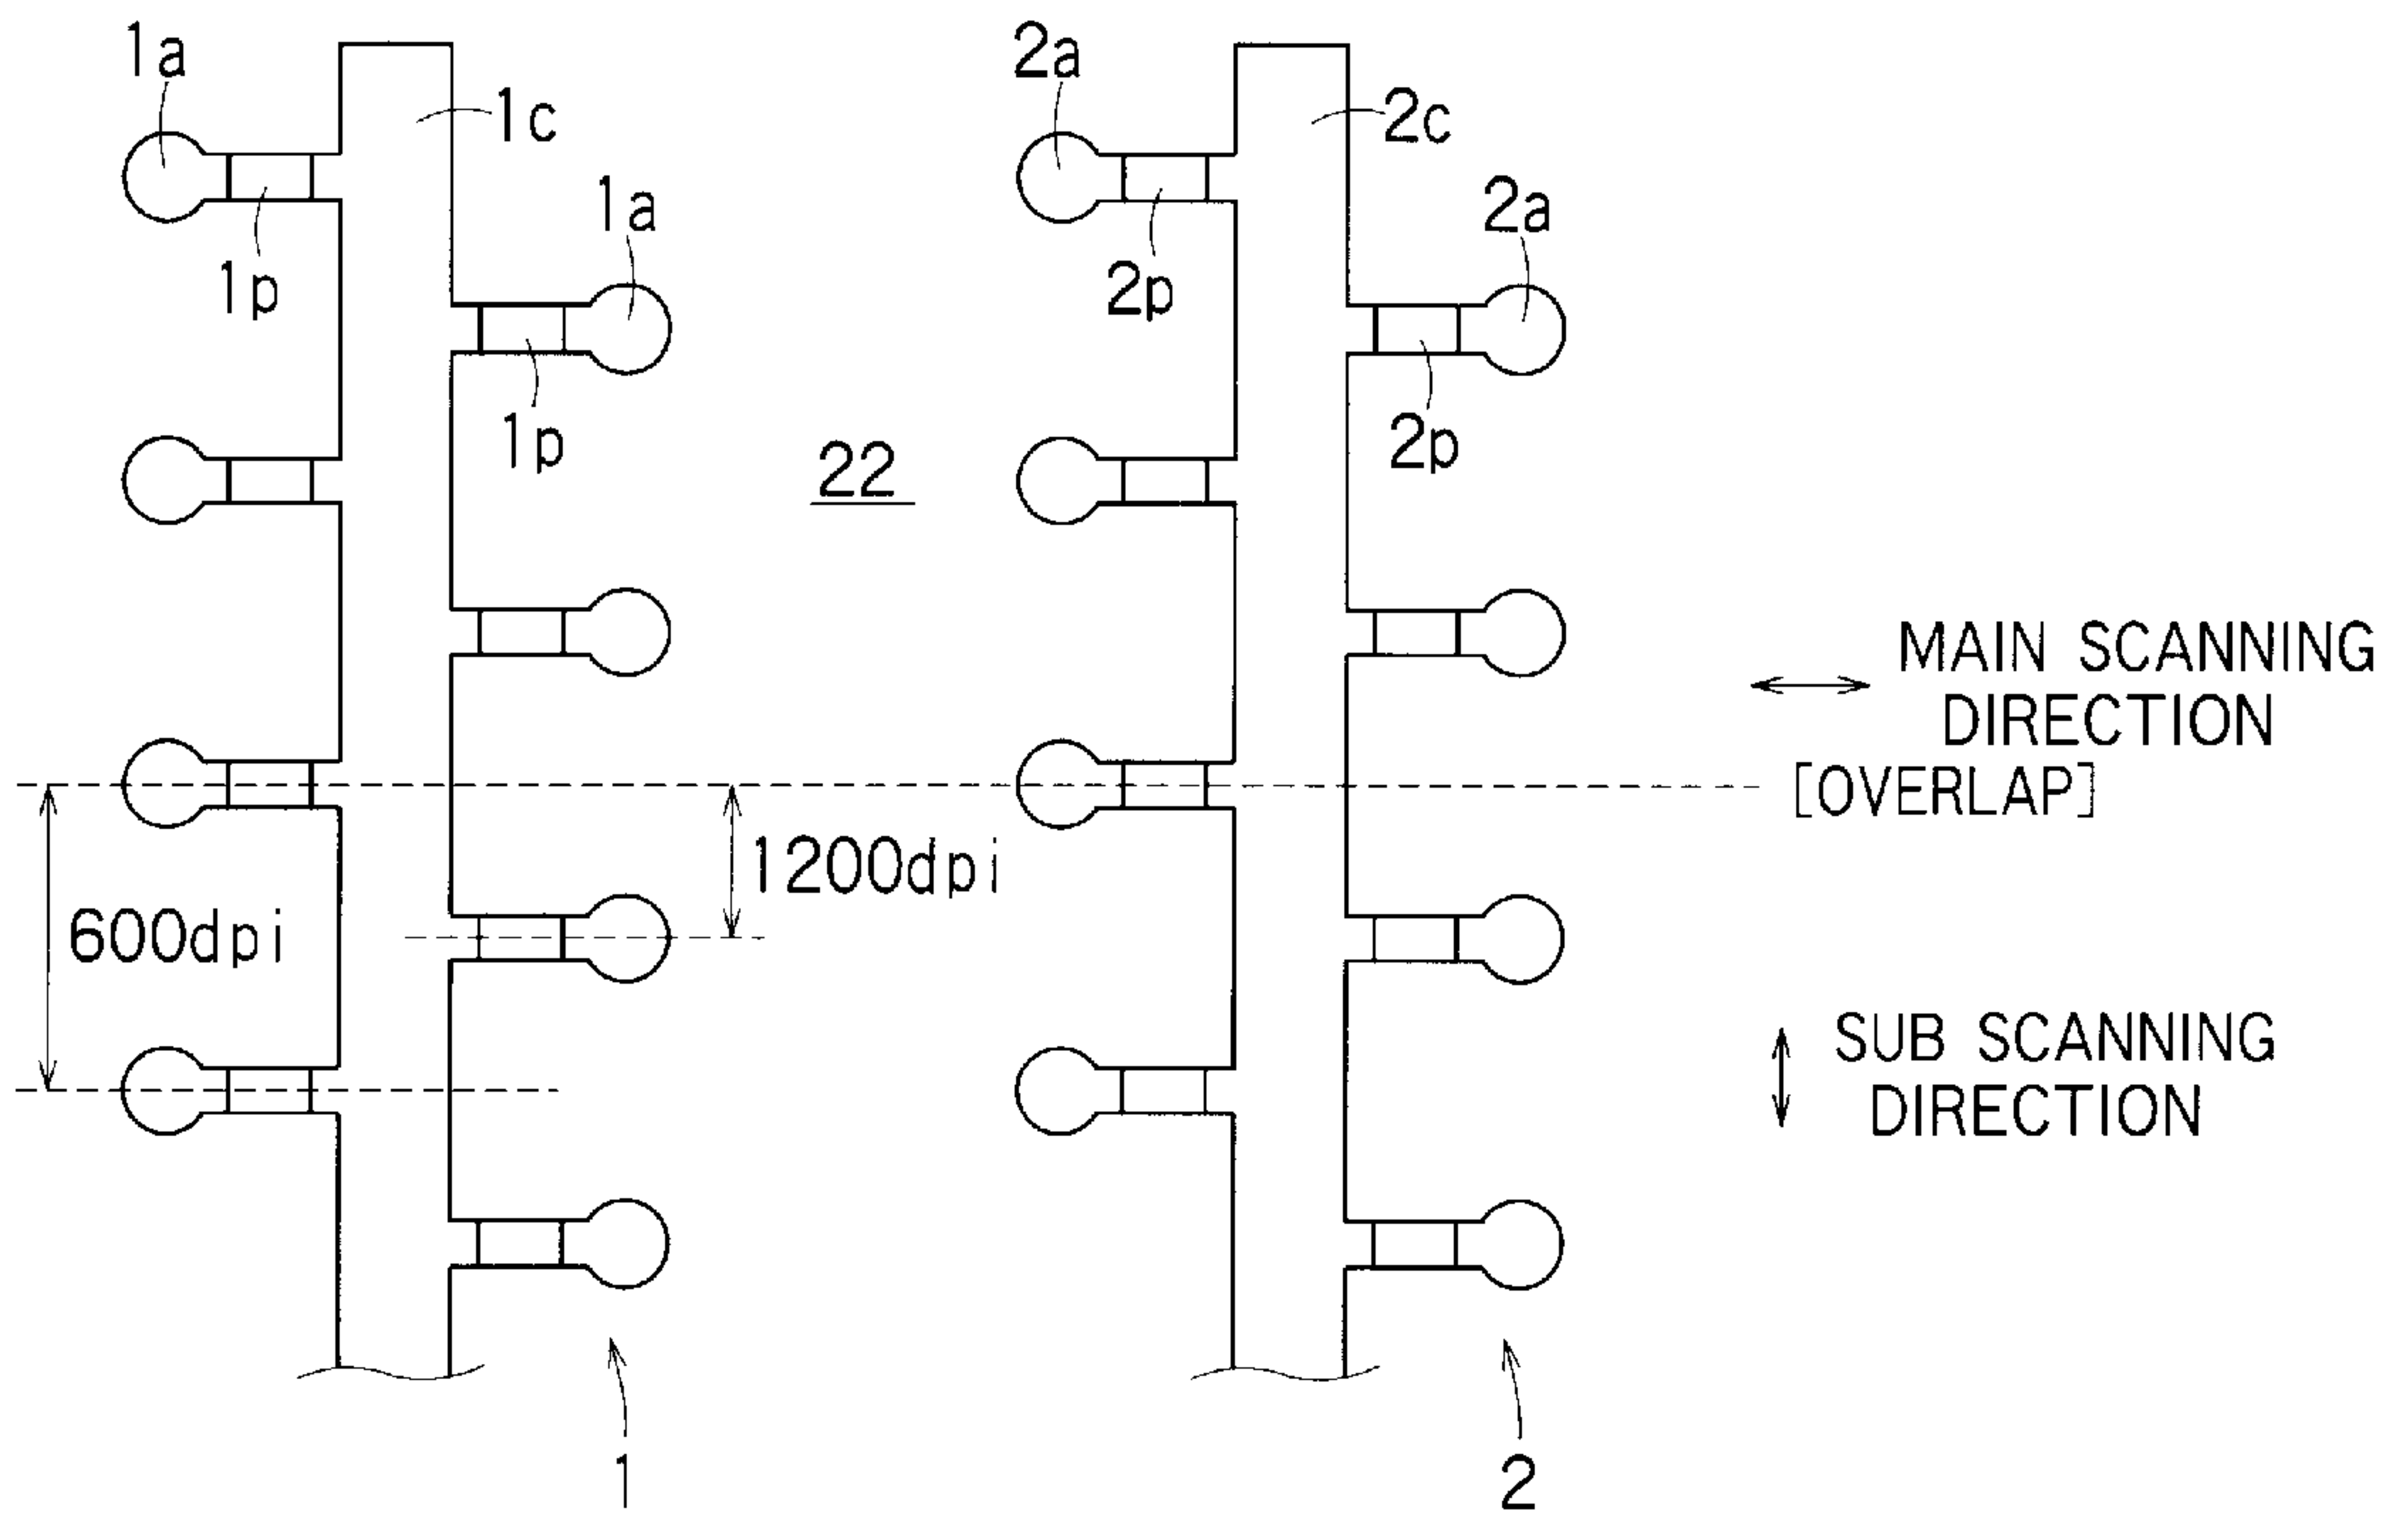 1a
2a
1c
2c
1a
2a
1p
2p
1p
2p
22
MAIN SCANNING
DIRECTION
[OVERLAP]
1200dpi
600dpi
SUB SCANNING
DIRECTION
1
2